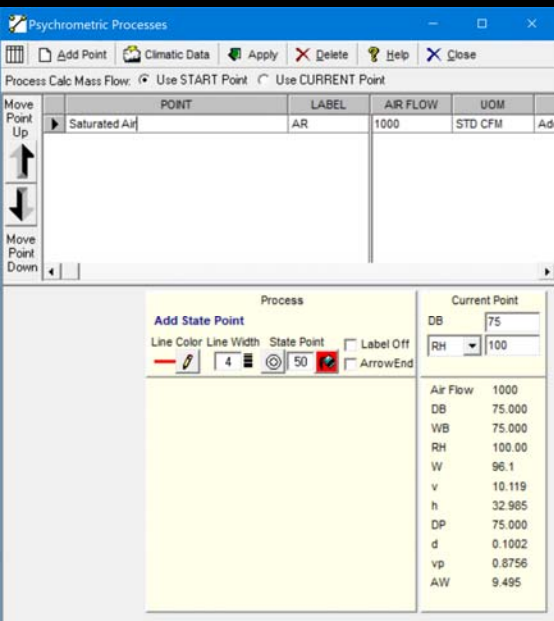 Psychrometric Processes
Add Point Climatic Data Apply Delete Help Close
Process Calc Mass Flow: Use START Point Use CURRENT Point
Move Point Up
POINT LABEL AIR FLOW UOM
Saturated Air AR 1000 STD CFM Ad
Move Point Down
Process
Add State Point
Line Color Line Width State Point Label Off
4 50 ArrowEnd
Current Point
DB 75
RH 100
Air Flow 1000
DB 75.000
WB 75.000
RH 100.00
W 96.1
v 10.119
h 32.985
DP 75.000
d 0.1002
vp 0.8756
AW 9.495